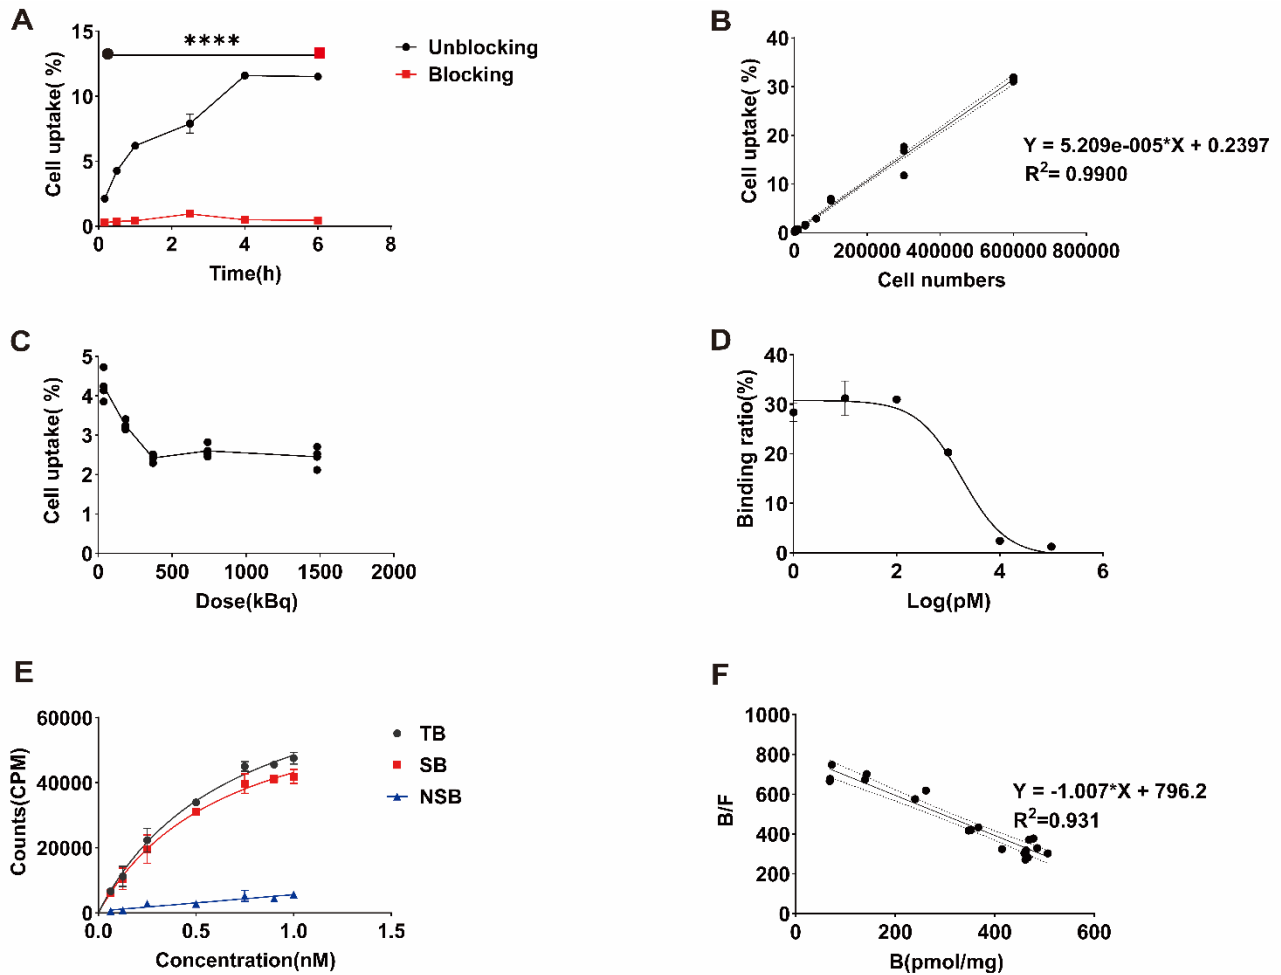 A
15
10
5
0
Cell uptake( %)
****
Unblocking
Blocking
0 2 4 6 8
Time(h)
B
40
30
20
10
0
Cell uptake( %)
Y = 5.209e-005*X + 0.2397
R²= 0.9900
0 200000 400000 600000 800000
Cell numbers
C
5
4
3
2
1
0
Cell uptake( %)
0 500 1000 1500 2000
Dose(kBq)
D
40
30
20
10
0
Binding ratio(%)
0 2 4 6
Log(pM)
E
60000
40000
20000
0
Counts(CPM)
TB
SB
NSB
0.0 0.5 1.0 1.5
Concentration(nM)
F
1000
800
600
400
200
0
B/F
Y = -1.007*X + 796.2
R²=0.931
0 200 400 600
B(pmol/mg)